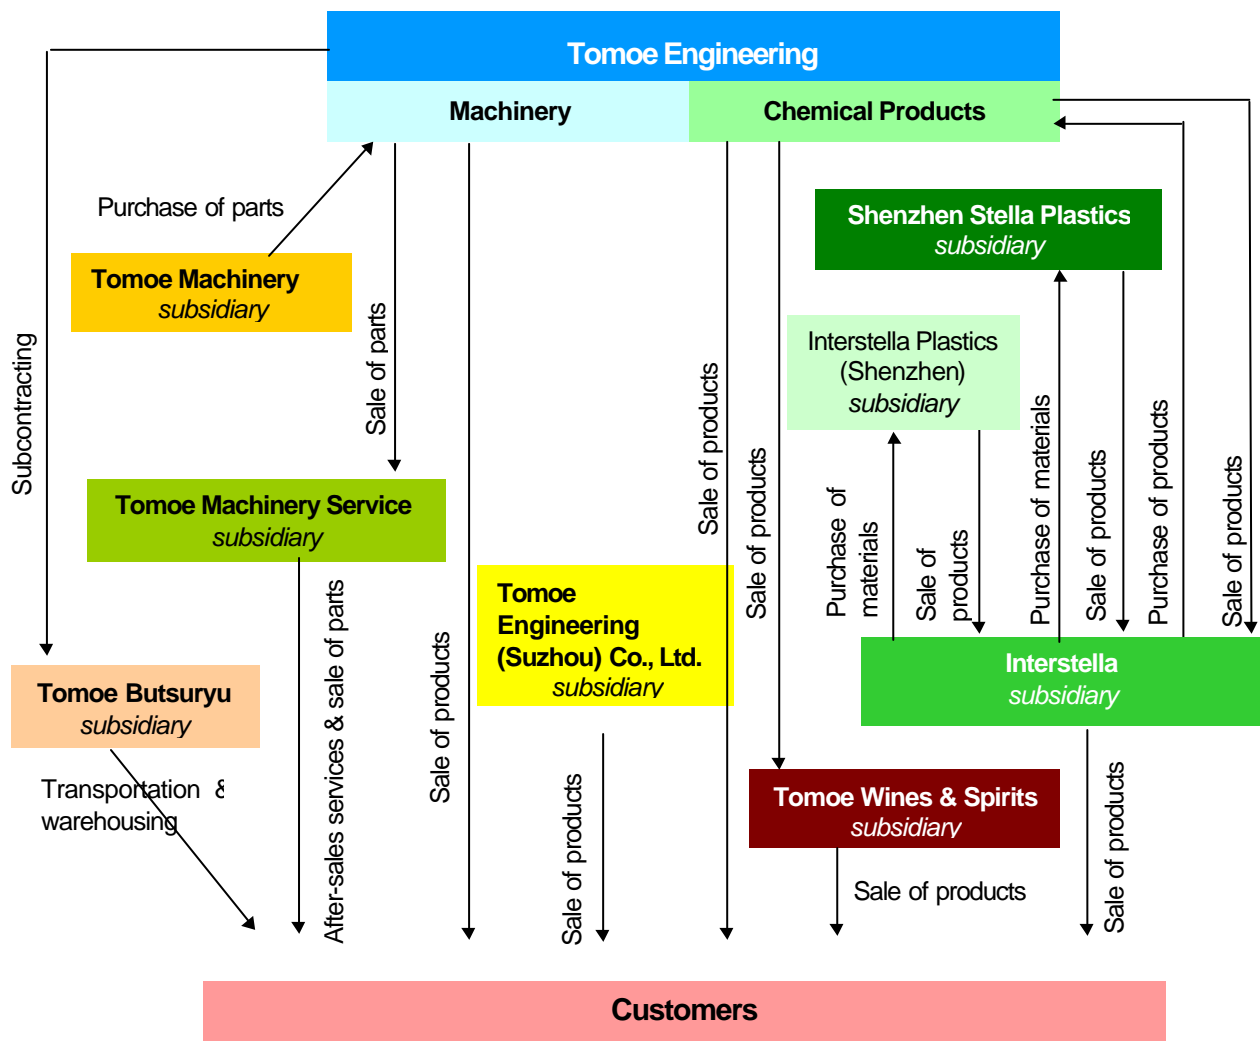 Tomoe Engineering
Machinery
Chemical Products
Purchase of parts
Shenzhen Stella Plastics
subsidiary
Tomoe Machinery
subsidiary
Interstella Plastics
(Shenzhen)
subsidiary
Subcontracting
Sale of parts
Sale of products
Sale of products
Purchase of materials
Sale of products
Purchase of products
Sale of products
Tomoe Machinery Service
subsidiary
Purchase of
materials
Sale of
products
Tomoe
Engineering
(Suzhou) Co., Ltd.
subsidiary
Interstella
subsidiary
Tomoe Butsuryu
subsidiary
After-sales services & sale of parts
Sale of products
Transportation &
warehousing
Sale of products
Tomoe Wines & Spirits
subsidiary
Sale of products
Sale of products
Customers